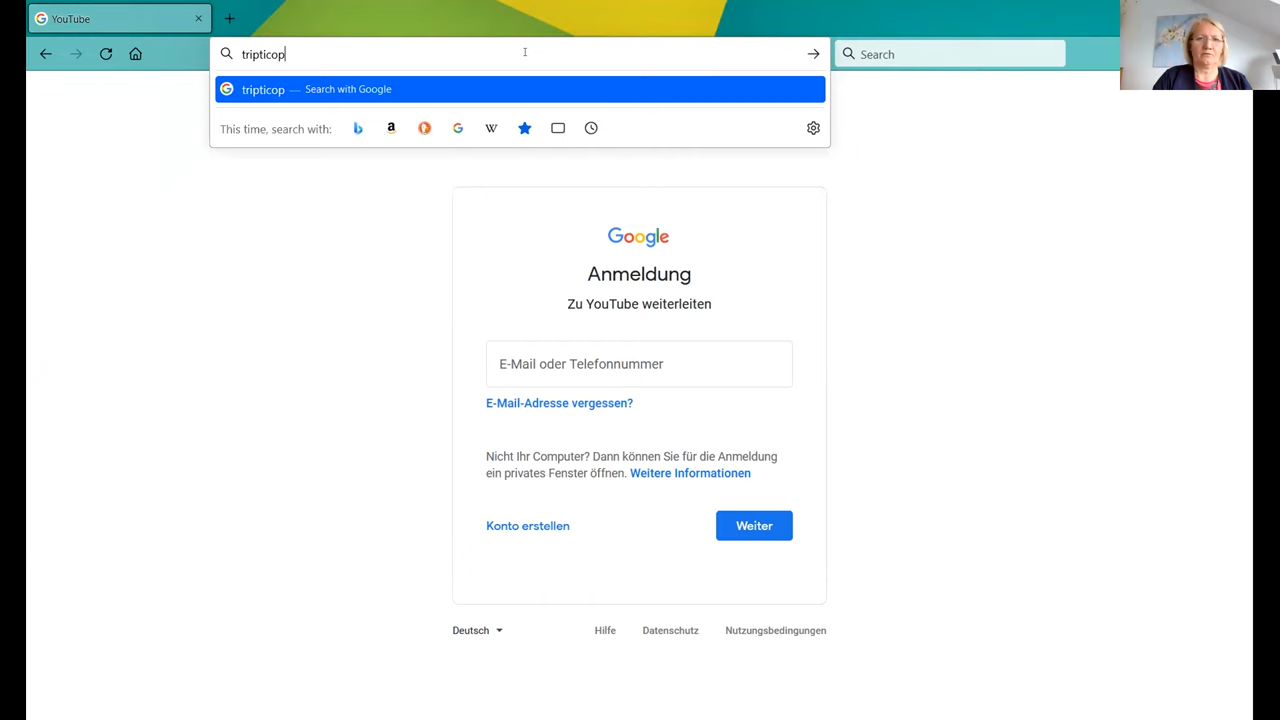 YouTube
tripticop
Search
tripticop — Search with Google
This time, search with:
Google
Anmeldung
Zu YouTube weiterleiten
E-Mail oder Telefonnummer
E-Mail-Adresse vergessen?
Nicht Ihr Computer? Dann können Sie für die Anmeldung
ein privates Fenster öffnen. Weitere Informationen
Konto erstellen
Weiter
Deutsch
Hilfe
Datenschutz
Nutzungsbedingungen